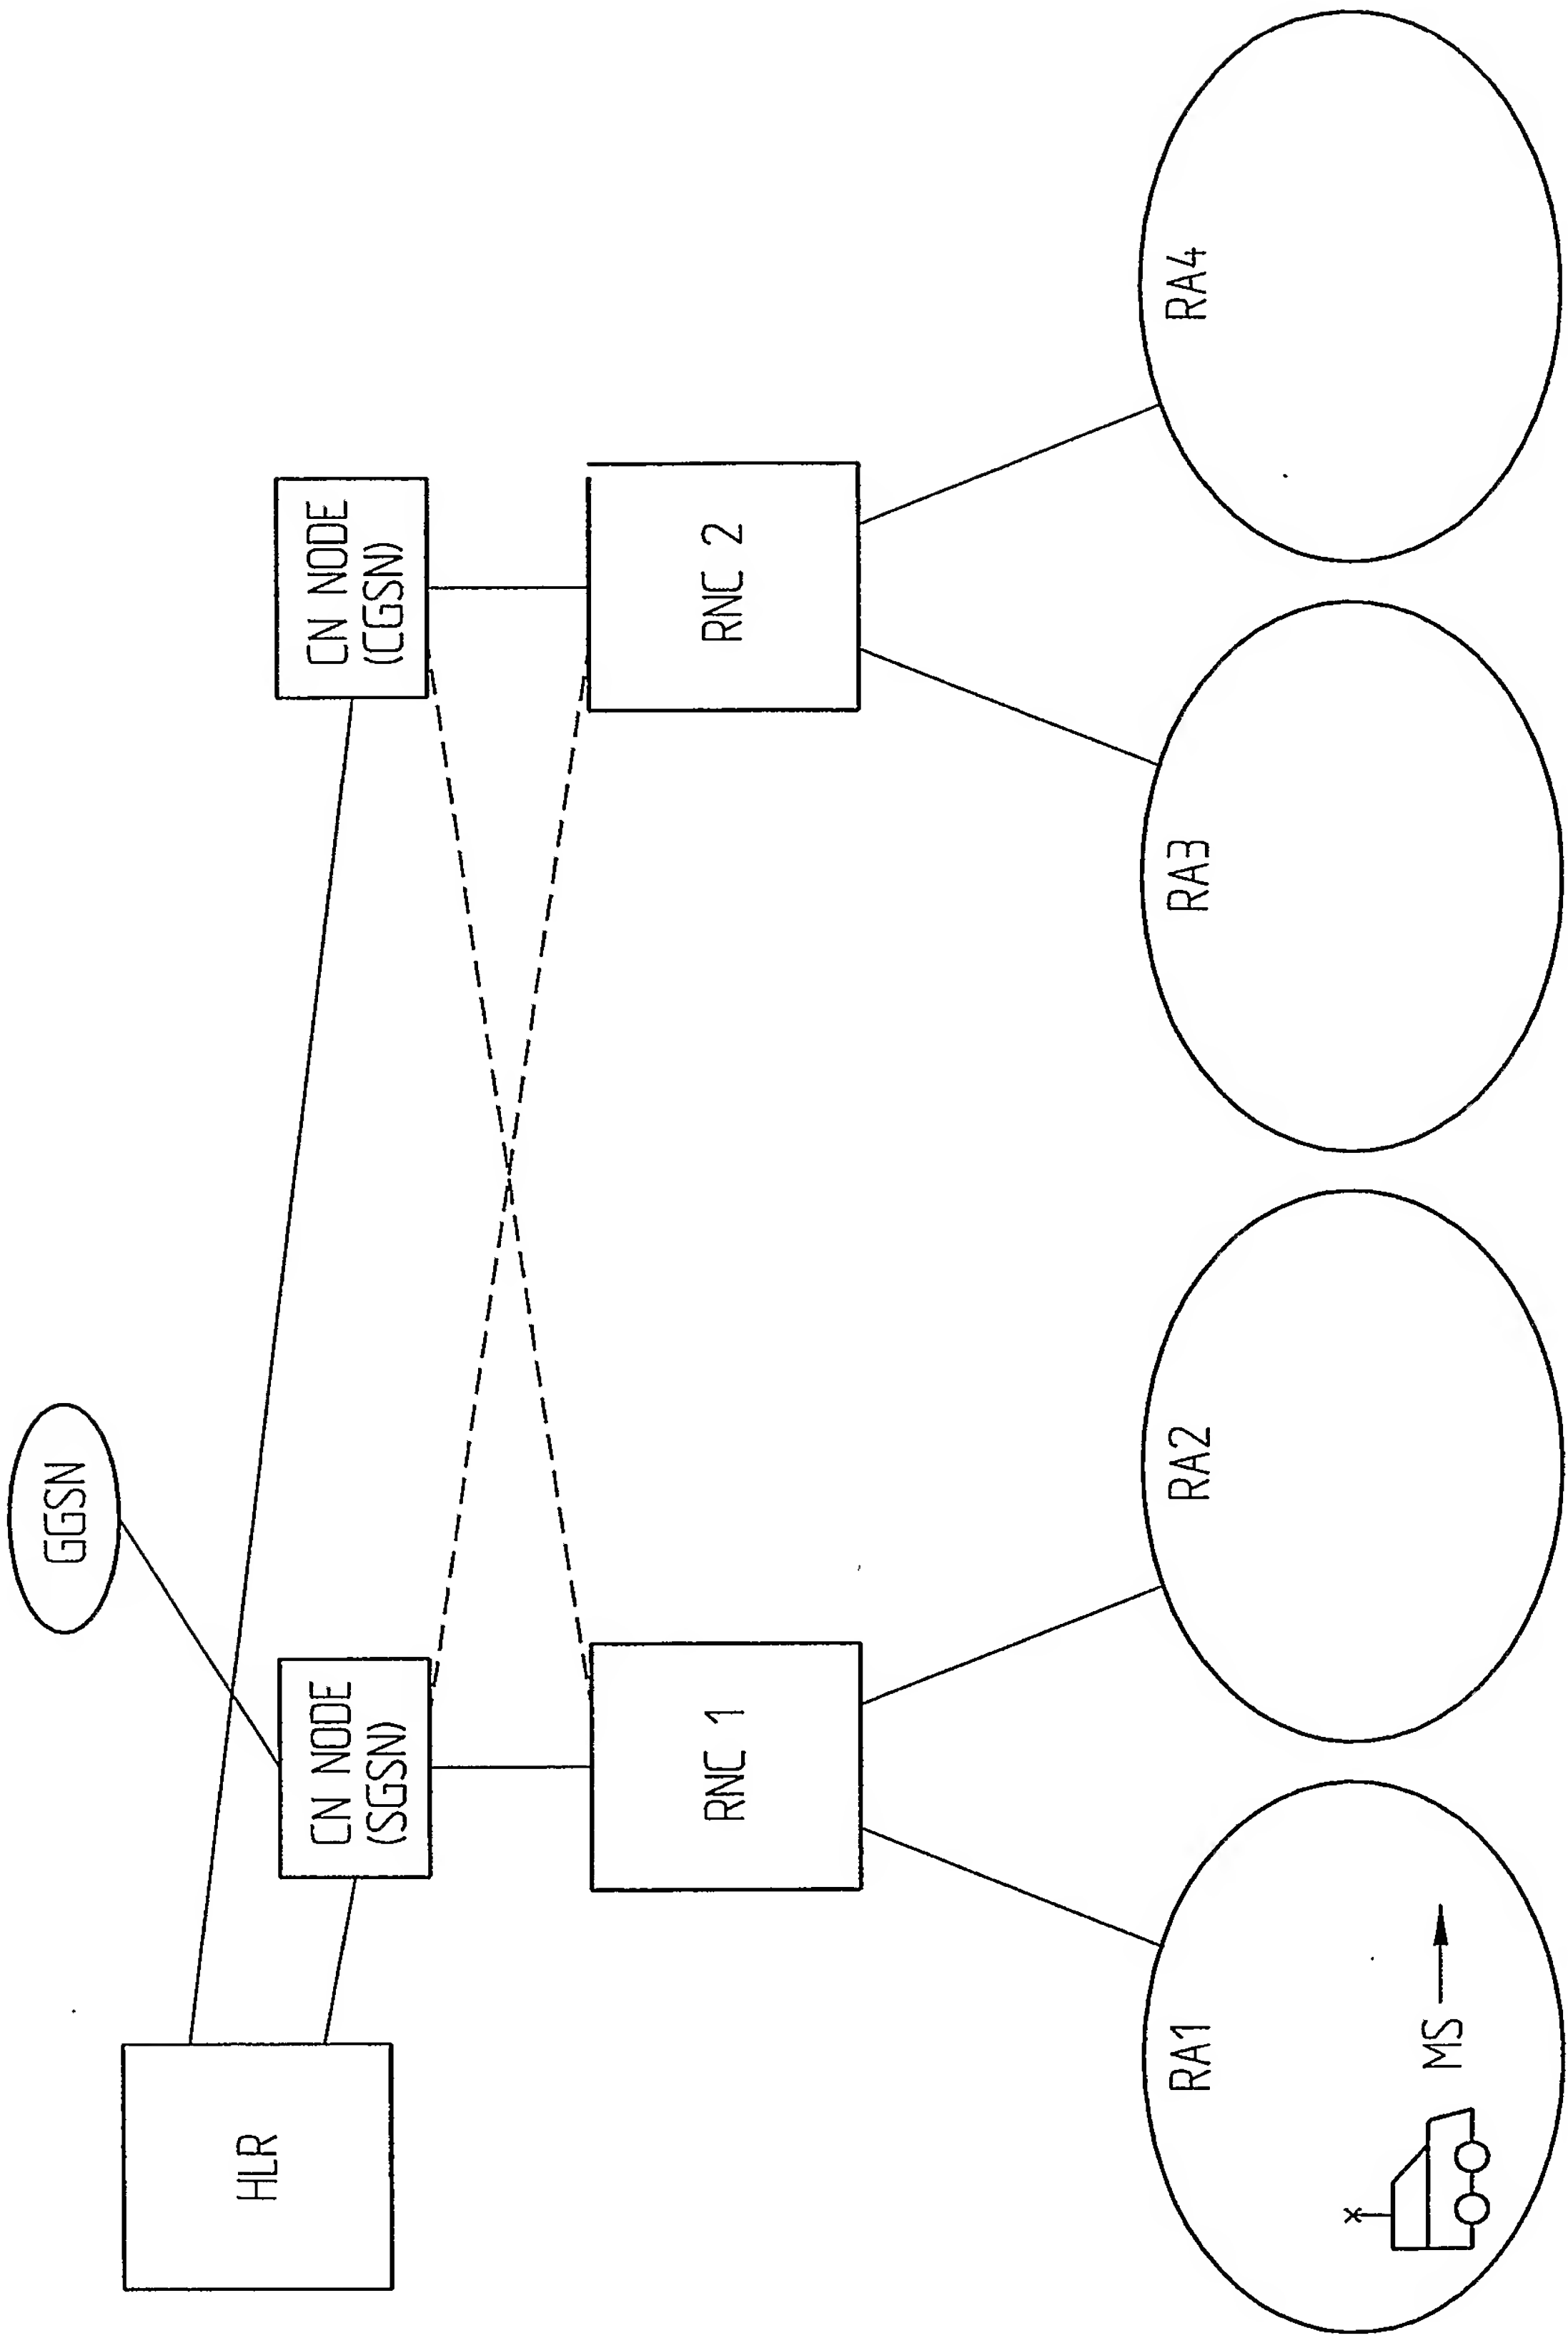 GGSN
HLR
CN NODE
(SGSN)
CN NODE
(CGSN)
RNC 1
RNC 2
RA1
RA2
RA3
RA4
MS